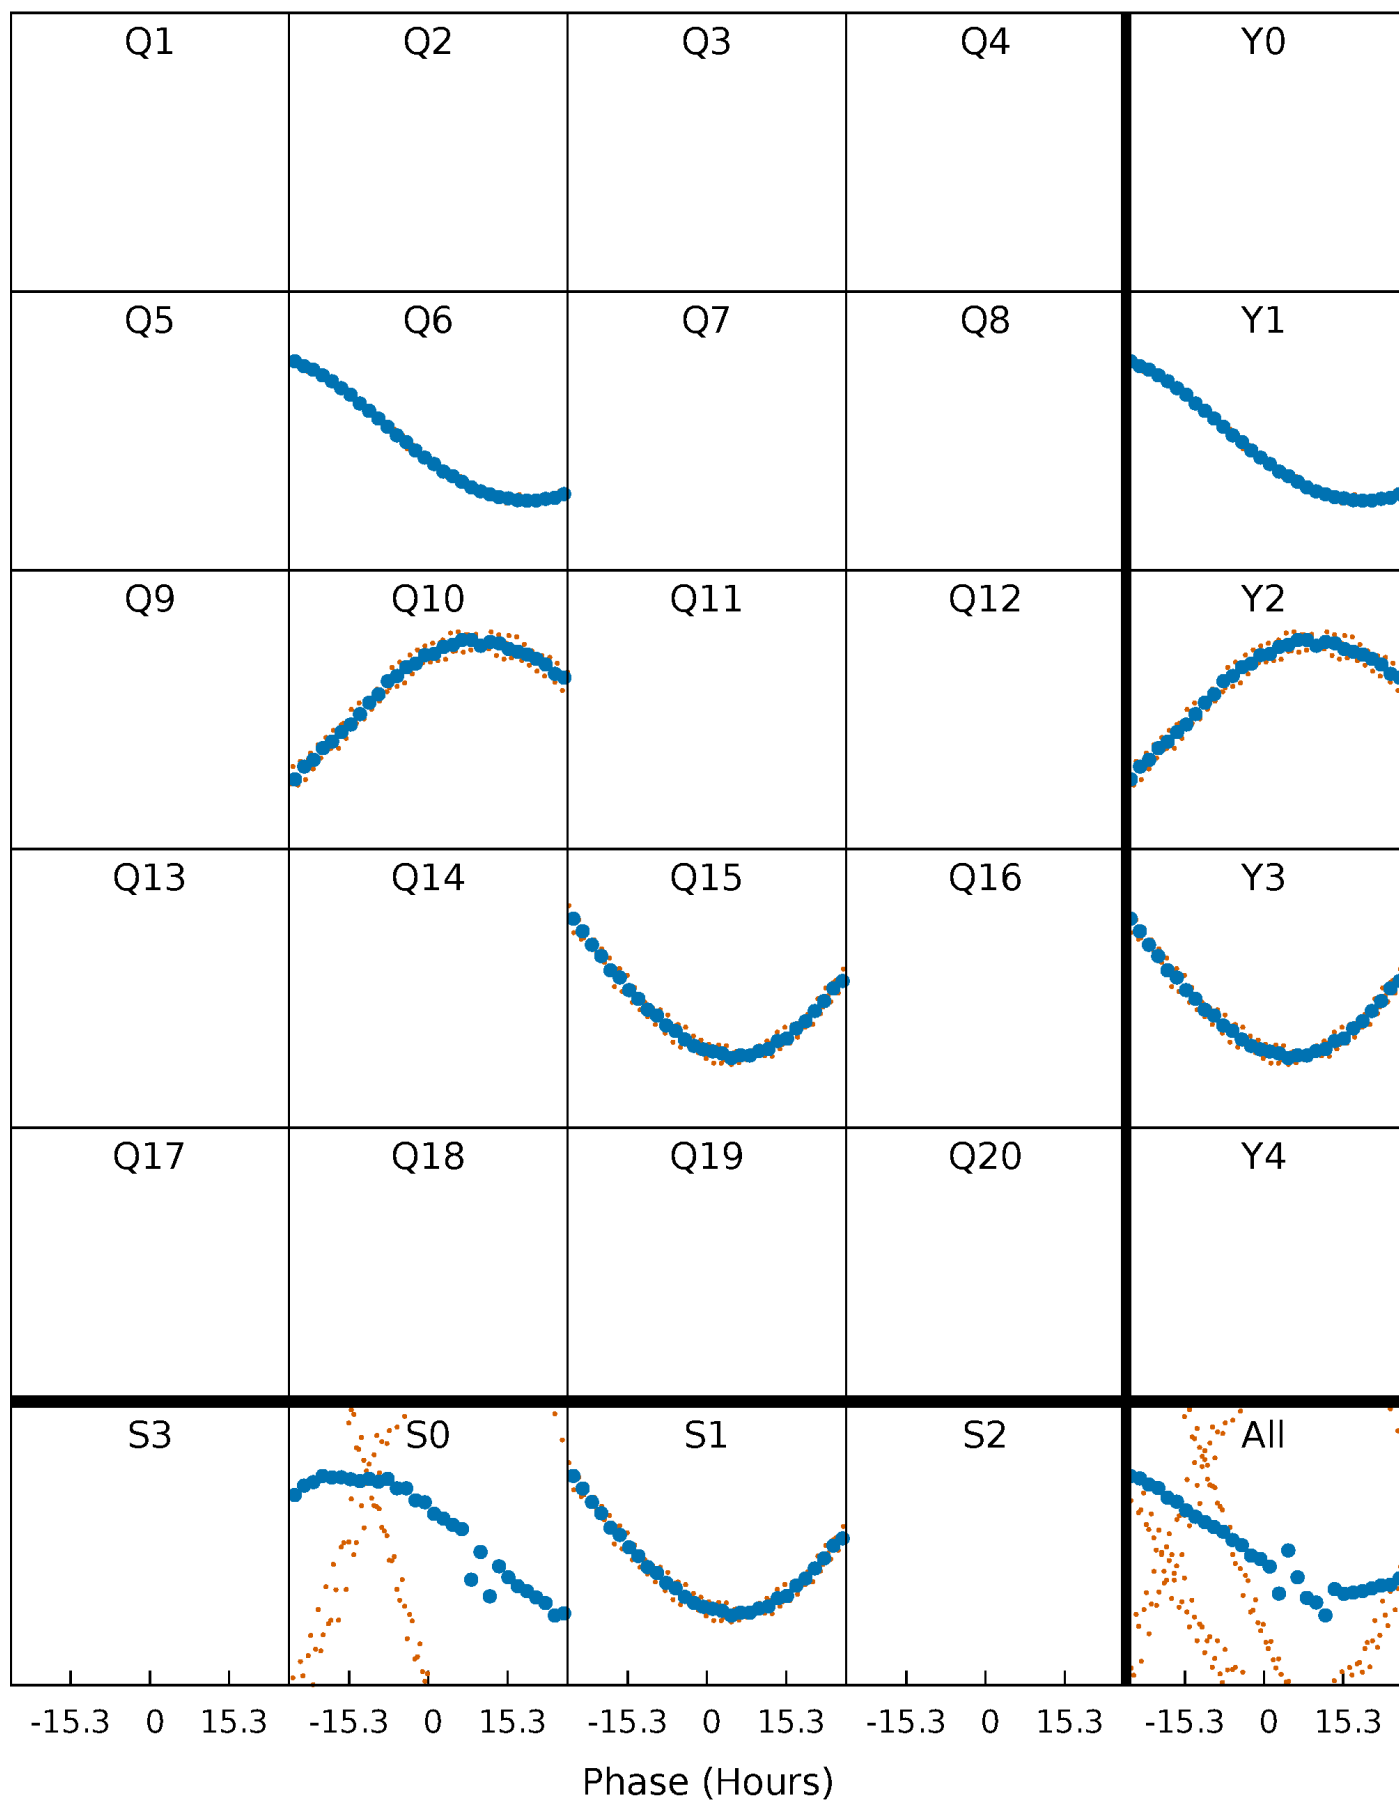 Q1 Q2 Q3 Q4 Y0
Q5 Q6 Q7 Q8 Y1
Q9 Q10 Q11 Q12 Y2
Q13 Q14 Q15 Q16 Y3
Q17 Q18 Q19 Q20 Y4
S3 S0 S1 S2 All
-15.3 0 15.3 -15.3 0 15.3 -15.3 0 15.3 -15.3 0 15.3 -15.3 0 15.3
Phase (Hours)